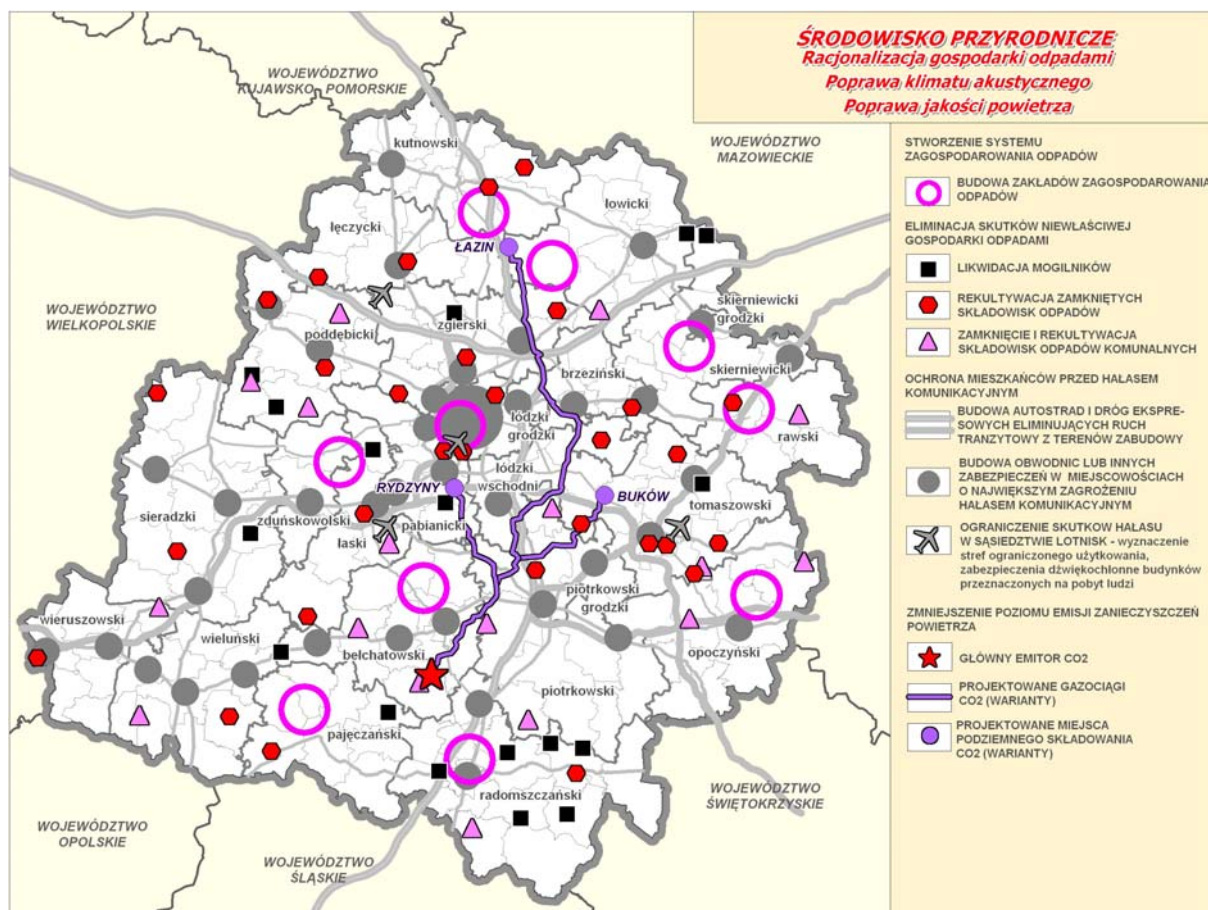 ŚRODOWISKO PRZYRODNICZE
Racjonalizacja gospodarki odpadami
Poprawa klimatu akustycznego
Poprawa jakości powietrza
WOJEWÓDZTWO
KUJAWSKO - POMORSKIE
WOJEWÓDZTWO
MAZOWIECKIE
kutnowski
łowicki
łęczycki
ŁAZIN
WOJEWÓDZTWO
WIELKOPOLSKIE
skierniewicki
grodzki
zgierski
poddębicki
brzeziński
skierniewicki
łódzki
grodzki
rawski
łódzki
wschodni
RYDZYNY
BUKÓW
sieradzki
zduńskowolski
pabianicki
tomaszowski
łaski
piotrkowski
grodzki
wieruszowski
wieluński
bełchatowski
opoczyński
piotrkowski
pajęczański
radomszczański
WOJEWÓDZTWO
ŚWIĘTOKRZYSKIE
WOJEWÓDZTWO
OPOLSKIE
WOJEWÓDZTWO
ŚLĄSKIE
STWORZENIE SYSTEMU
ZAGOSPODAROWANIA ODPADÓW
BUDOWA ZAKŁADÓW ZAGOSPODAROWANIA
ODPADÓW
ELIMINACJA SKUTKÓW NIEWŁAŚCIWEJ
GOSPODARKI ODPADAMI
LIKWIDACJA MOGILNIKÓW
REKULTYWACJA ZAMKNIĘTYCH
SKŁADOWISK ODPADÓW
ZAMKNIĘCIE I REKULTYWACJA
SKŁADOWISK ODPADÓW KOMUNALNYCH
OCHRONA MIESZKAŃCÓW PRZED HAŁASEM
KOMUNIKACYJNYM
BUDOWA AUTOSTRAD I DRÓG EKSPRE-
SOWYCH ELIMINUJĄCYCH RUCH
TRANZYTOWY Z TERENÓW ZABUDOWY
BUDOWA OBWODNIC LUB INNYCH
ZABEZPIECZEŃ W MIEJSCOWOŚCIACH
O NAJWIĘKSZYM ZAGROŻENIU
HAŁASEM KOMUNIKACYJNYM
OGRANICZENIE SKUTKÓW HAŁASU
W SĄSIEDZTWIE LOTNISK - wyznaczenie
stref ograniczonego użytkowania,
zabezpieczenia dźwiękochłonne budynków
przeznaczonych na pobyt ludzi
ZMNIEJSZENIE POZIOMU EMISJI ZANIECZYSZCZEŃ
POWIETRZA
GŁÓWNY EMITOR CO2
PROJEKTOWANE GAZOCIĄGI
CO2 (WARIANTY)
PROJEKTOWANE MIEJSCA
PODZIEMNEGO SKŁADOWANIA
CO2 (WARIANTY)